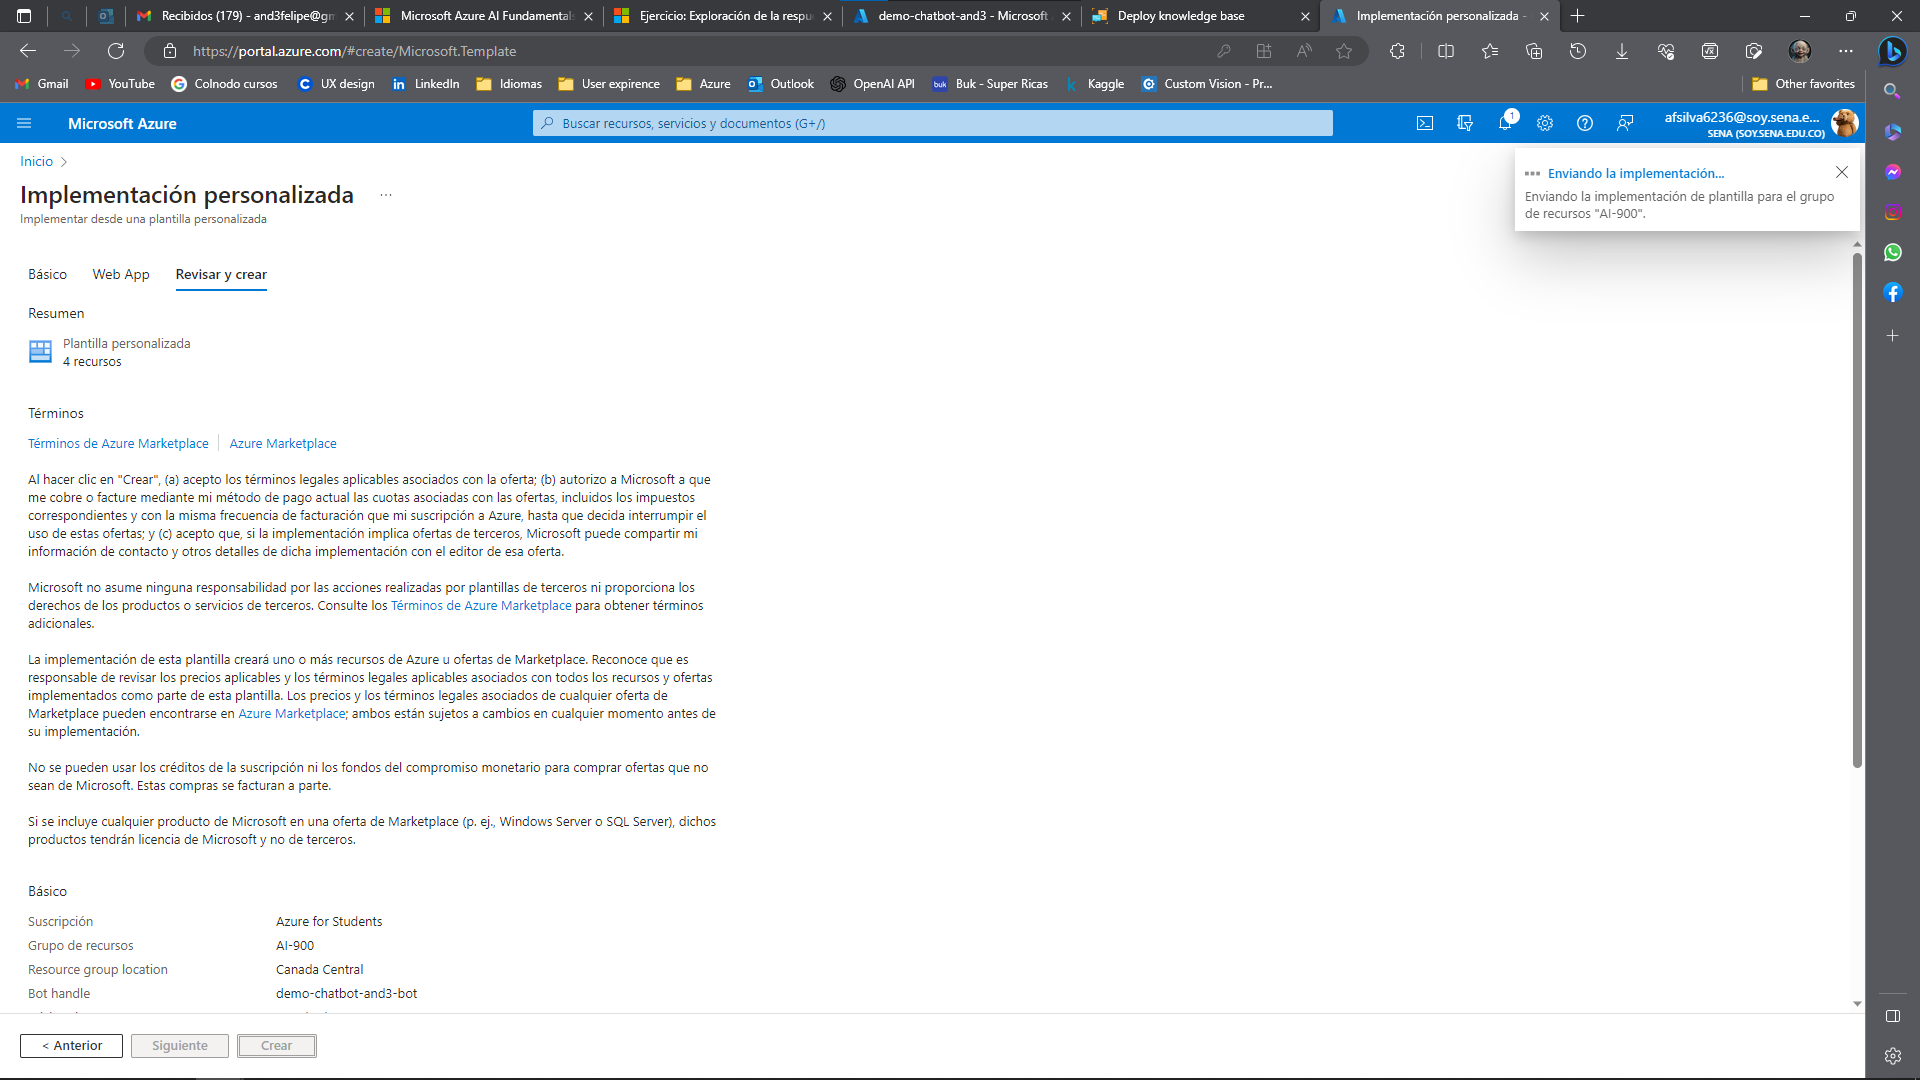 Recibidos (179) - and3felipe@gm
Microsoft Azure AI Fundamentals
Ejercicio: Exploración de la respu
demo-chatbot-and3 - Microsoft
Deploy knowledge base
Implementación personalizada -
https://portal.azure.com/#create/Microsoft.Template
Gmail
YouTube
Colnodo cursos
UX design
LinkedIn
Idiomas
User expirence
Azure
Outlook
OpenAI API
Buk - Super Ricas
Kaggle
Custom Vision - Pr...
Other favorites
Microsoft Azure
Buscar recursos, servicios y documentos (G+/)
1
afsilva6236@soy.sena.e...
SENA (SOY.SENA.EDU.CO)
Inicio
Implementación personalizada
...
Implementar desde una plantilla personalizada
Enviando la implementación...
Enviando la implementación de plantilla para el grupo
de recursos "AI-900".
Básico
Web App
Revisar y crear
Resumen
Plantilla personalizada
4 recursos
Términos
Términos de Azure Marketplace
Azure Marketplace
Al hacer clic en "Crear", (a) acepto los términos legales aplicables asociados con la oferta; (b) autorizo a Microsoft a que
me cobre o facture mediante mi método de pago actual las cuotas asociadas con las ofertas, incluidos los impuestos
correspondientes y con la misma frecuencia de facturación que mi suscripción a Azure, hasta que decida interrumpir el
uso de estas ofertas; y (c) acepto que, si la implementación implica ofertas de terceros, Microsoft puede compartir mi
información de contacto y otros detalles de dicha implementación con el editor de esa oferta.
Microsoft no asume ninguna responsabilidad por las acciones realizadas por plantillas de terceros ni proporciona los
derechos de los productos o servicios de terceros. Consulte los Términos de Azure Marketplace para obtener términos
adicionales.
La implementación de esta plantilla creará uno o más recursos de Azure u ofertas de Marketplace. Reconoce que es
responsable de revisar los precios aplicables y los términos legales aplicables asociados con todos los recursos y ofertas
implementados como parte de esta plantilla. Los precios y los términos legales asociados de cualquier oferta de
Marketplace pueden encontrarse en Azure Marketplace; ambos están sujetos a cambios en cualquier momento antes de
su implementación.
No se pueden usar los créditos de la suscripción ni los fondos del compromiso monetario para comprar ofertas que no
sean de Microsoft. Estas compras se facturan a parte.
Si se incluye cualquier producto de Microsoft en una oferta de Marketplace (p. ej., Windows Server o SQL Server), dichos
productos tendrán licencia de Microsoft y no de terceros.
Básico
Suscripción
Azure for Students
Grupo de recursos
AI-900
Resource group location
Canada Central
Bot handle
demo-chatbot-and3-bot
< Anterior
Siguiente
Crear